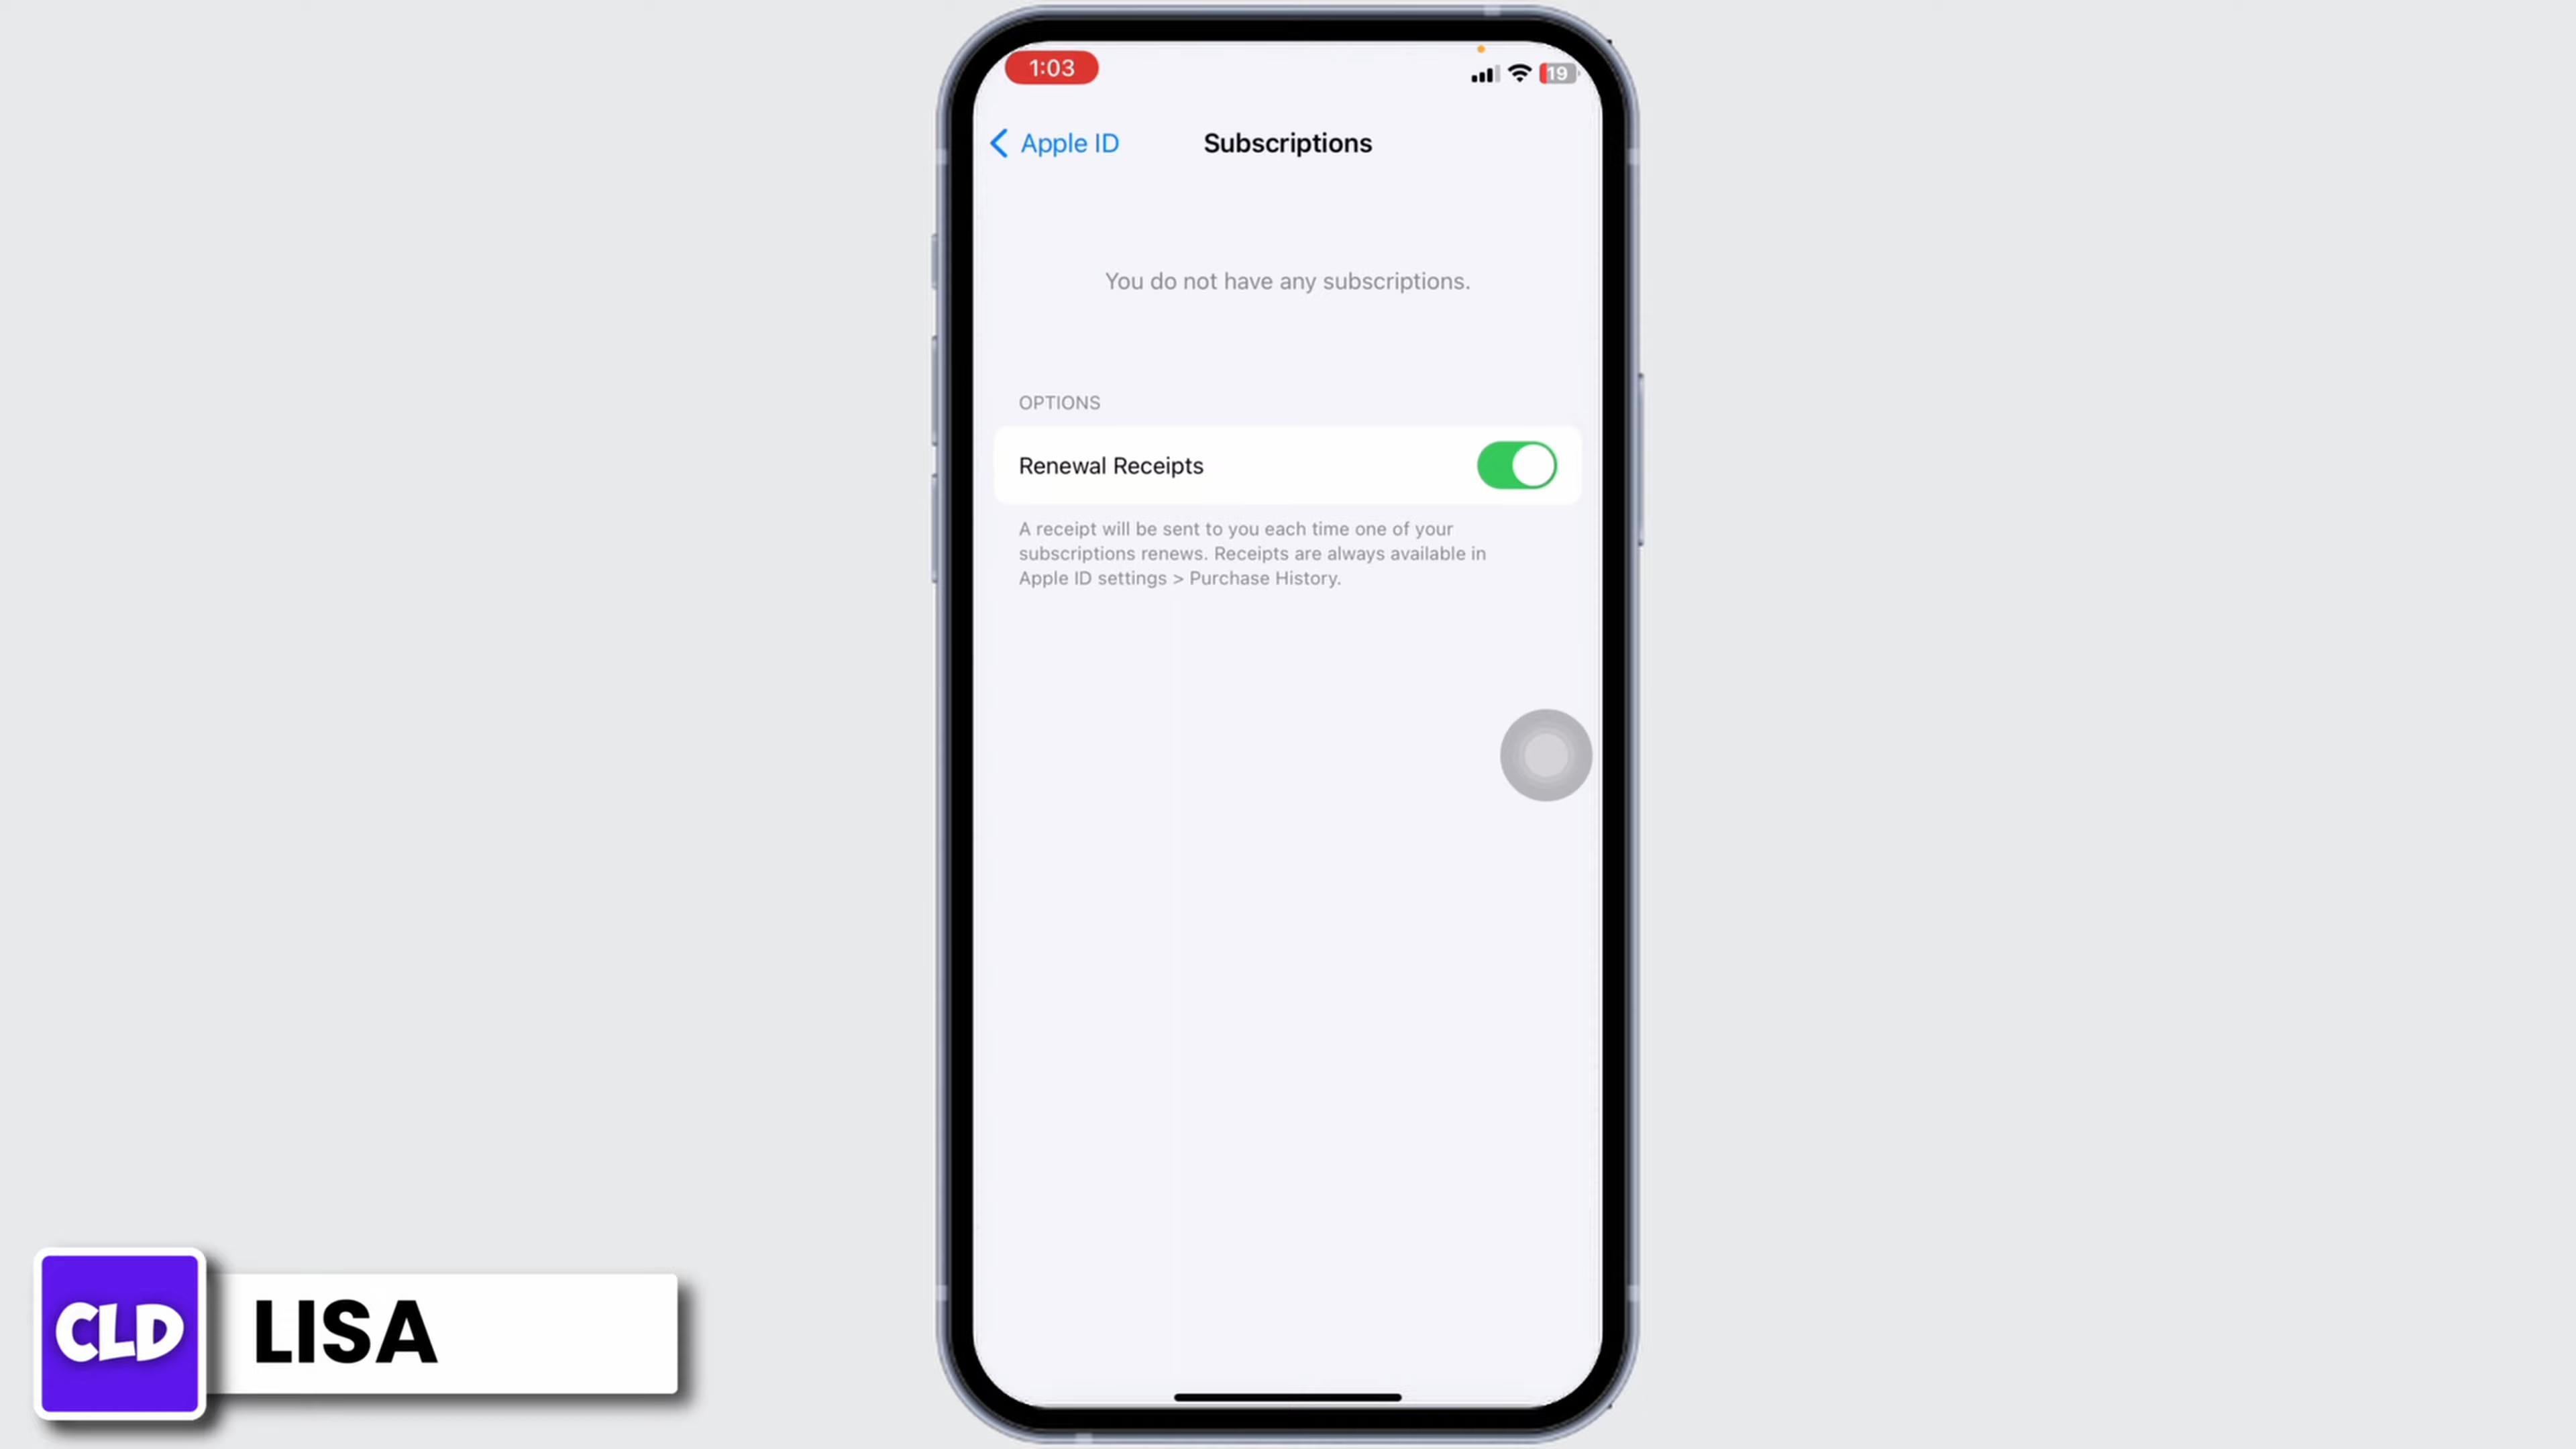 1:03
19
Apple ID
Subscriptions
You do not have any subscriptions.
OPTIONS
Renewal Receipts
A receipt will be sent to you each time one of your
subscriptions renews. Receipts are always available in
Apple ID settings > Purchase History.
CLD
LISA